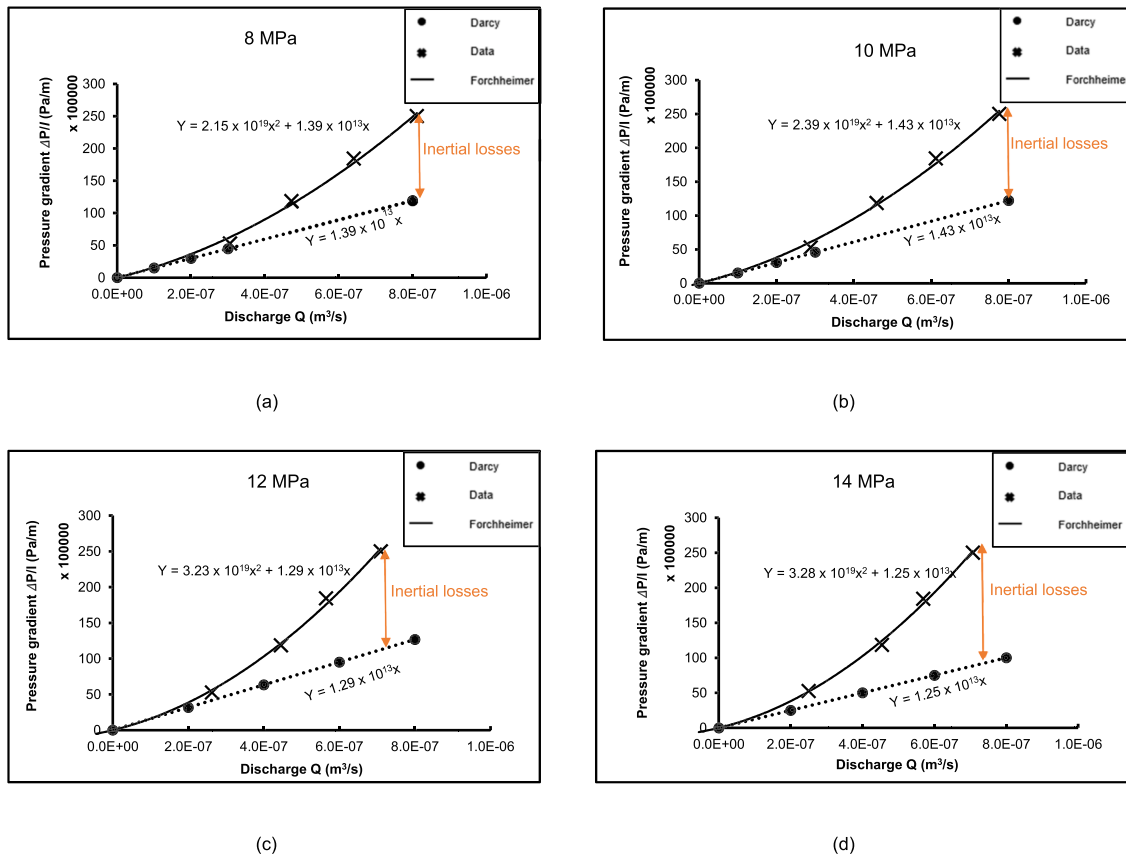 8 MPa
Darcy
Data
Forchheimer
Pressure gradient ΔP/l (Pa/m)
x 100000
300
250
200
150
100
50
0
Y = 2.15 x 10¹⁹x² + 1.39 x 10¹³x
Inertial losses
Y = 1.39 x 10¹³x
0.0E+00 2.0E-07 4.0E-07 6.0E-07 8.0E-07 1.0E-06
Discharge Q (m³/s)
(a)
10 MPa
Darcy
Data
Forchheimer
Pressure gradient ΔP/l (Pa/m)
x 100000
300
250
200
150
100
50
0
Y = 2.39 x 10¹⁹x² + 1.43 x 10¹³x
Inertial losses
Y = 1.43 x 10¹³x
0.0E+00 2.0E-07 4.0E-07 6.0E-07 8.0E-07 1.0E-06
Discharge Q (m³/s)
(b)
12 MPa
Darcy
Data
Forchheimer
Pressure gradient ΔP/l (Pa/m)
x 100000
300
250
200
150
100
50
0
Y = 3.23 x 10¹⁹x² + 1.29 x 10¹³x
Inertial losses
Y = 1.29 x 10¹³x
0.0E+00 2.0E-07 4.0E-07 6.0E-07 8.0E-07 1.0E-06
Discharge Q (m³/s)
(c)
14 MPa
Darcy
Data
Forchheimer
Pressure gradient ΔP/l (Pa/m)
x 100000
300
250
200
150
100
50
0
Y = 3.28 x 10¹⁹x² + 1.25 x 10¹³x
Inertial losses
Y = 1.25 x 10¹³x
0.0E+00 2.0E-07 4.0E-07 6.0E-07 8.0E-07 1.0E-06
Discharge Q (m³/s)
(d)